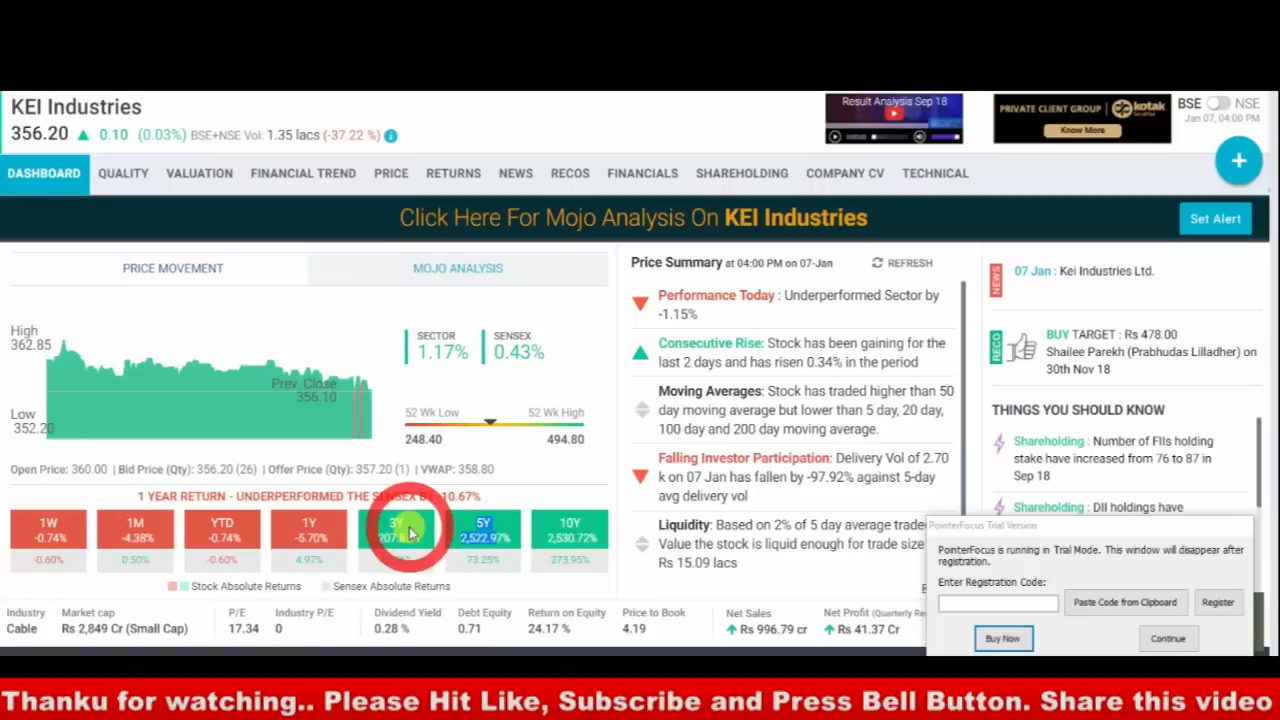 KEI Industries
356.20 0.10 (0.03%) BSE+NSE Vol: 1.35 lacs (-37.22 %)
Result Analysis Sep 18
PRIVATE CLIENT GROUP kotak
Know More
BSE NSE
Jan 07, 04:00 PM
DASHBOARD QUALITY VALUATION FINANCIAL TREND PRICE RETURNS NEWS RECOS FINANCIALS SHAREHOLDING COMPANY CV TECHNICAL
+
Click Here For Mojo Analysis On KEI Industries
Set Alert
PRICE MOVEMENT MOJO ANALYSIS
High
362.85
Prev. Close
356.10
Low
352.20
SECTOR SENSEX
1.17% 0.43%
52 Wk Low 52 Wk High
248.40 494.80
Open Price: 360.00 | Bid Price (Qty): 356.20 (26) | Offer Price (Qty): 357.20 (1) | VWAP: 358.80
1 YEAR RETURN - UNDERPERFORMED THE SENSEX BY -10.67%
1W 1M YTD 1Y 3Y 5Y 10Y
-0.74% -4.38% -0.74% -5.70% 2,522.97% 2,530.72%
-0.60% 0.50% -0.60% 4.97% 73.25% 273.95%
Stock Absolute Returns Sensex Absolute Returns
Price Summary at 04:00 PM on 07-Jan REFRESH
Performance Today : Underperformed Sector by
-1.15%
Consecutive Rise: Stock has been gaining for the
last 2 days and has risen 0.34% in the period
Moving Averages: Stock has traded higher than 50
day moving average but lower than 5 day, 20 day,
100 day and 200 day moving average.
Falling Investor Participation: Delivery Vol of 2.70
k on 07 Jan has fallen by -97.92% against 5-day
avg delivery vol
Liquidity: Based on 2% of 5 day average trade
Value the stock is liquid enough for trade size
Rs 15.09 lacs
NEWS
07 Jan : Kei Industries Ltd.
RECO
BUY TARGET : Rs 478.00
Shailee Parekh (Prabhudas Lilladher) on
30th Nov 18
THINGS YOU SHOULD KNOW
Shareholding : Number of FIIs holding
stake have increased from 76 to 87 in
Sep 18
Shareholding : DII holdings have
PointerFocus Trial Version
PointerFocus is running in Trial Mode. This window will disappear after
registration.
Enter Registration Code:
Paste Code from Clipboard Register
Buy Now Continue
Industry Market cap P/E Industry P/E Dividend Yield Debt Equity Return on Equity Price to Book Net Sales Net Profit (Quarterly Re
Cable Rs 2,849 Cr (Small Cap) 17.34 0 0.28 % 0.71 24.17 % 4.19 Rs 996.79 cr Rs 41.37 Cr
Thanku for watching.. Please Hit Like, Subscribe and Press Bell Button. Share this video